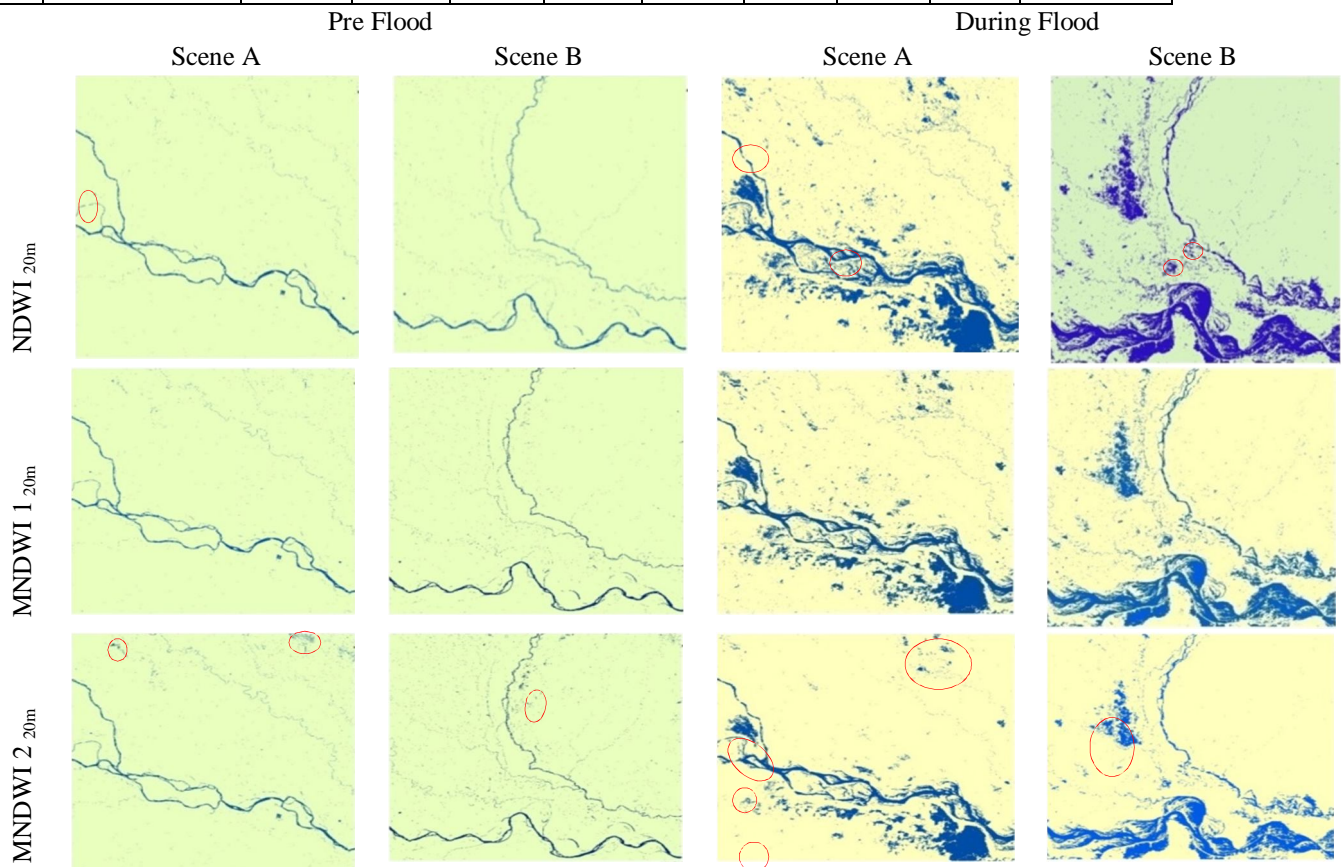 Pre Flood During Flood
Scene A Scene B Scene A Scene B
NDWI 20m
MNDWI 1 20m
MNDWI 2 20m